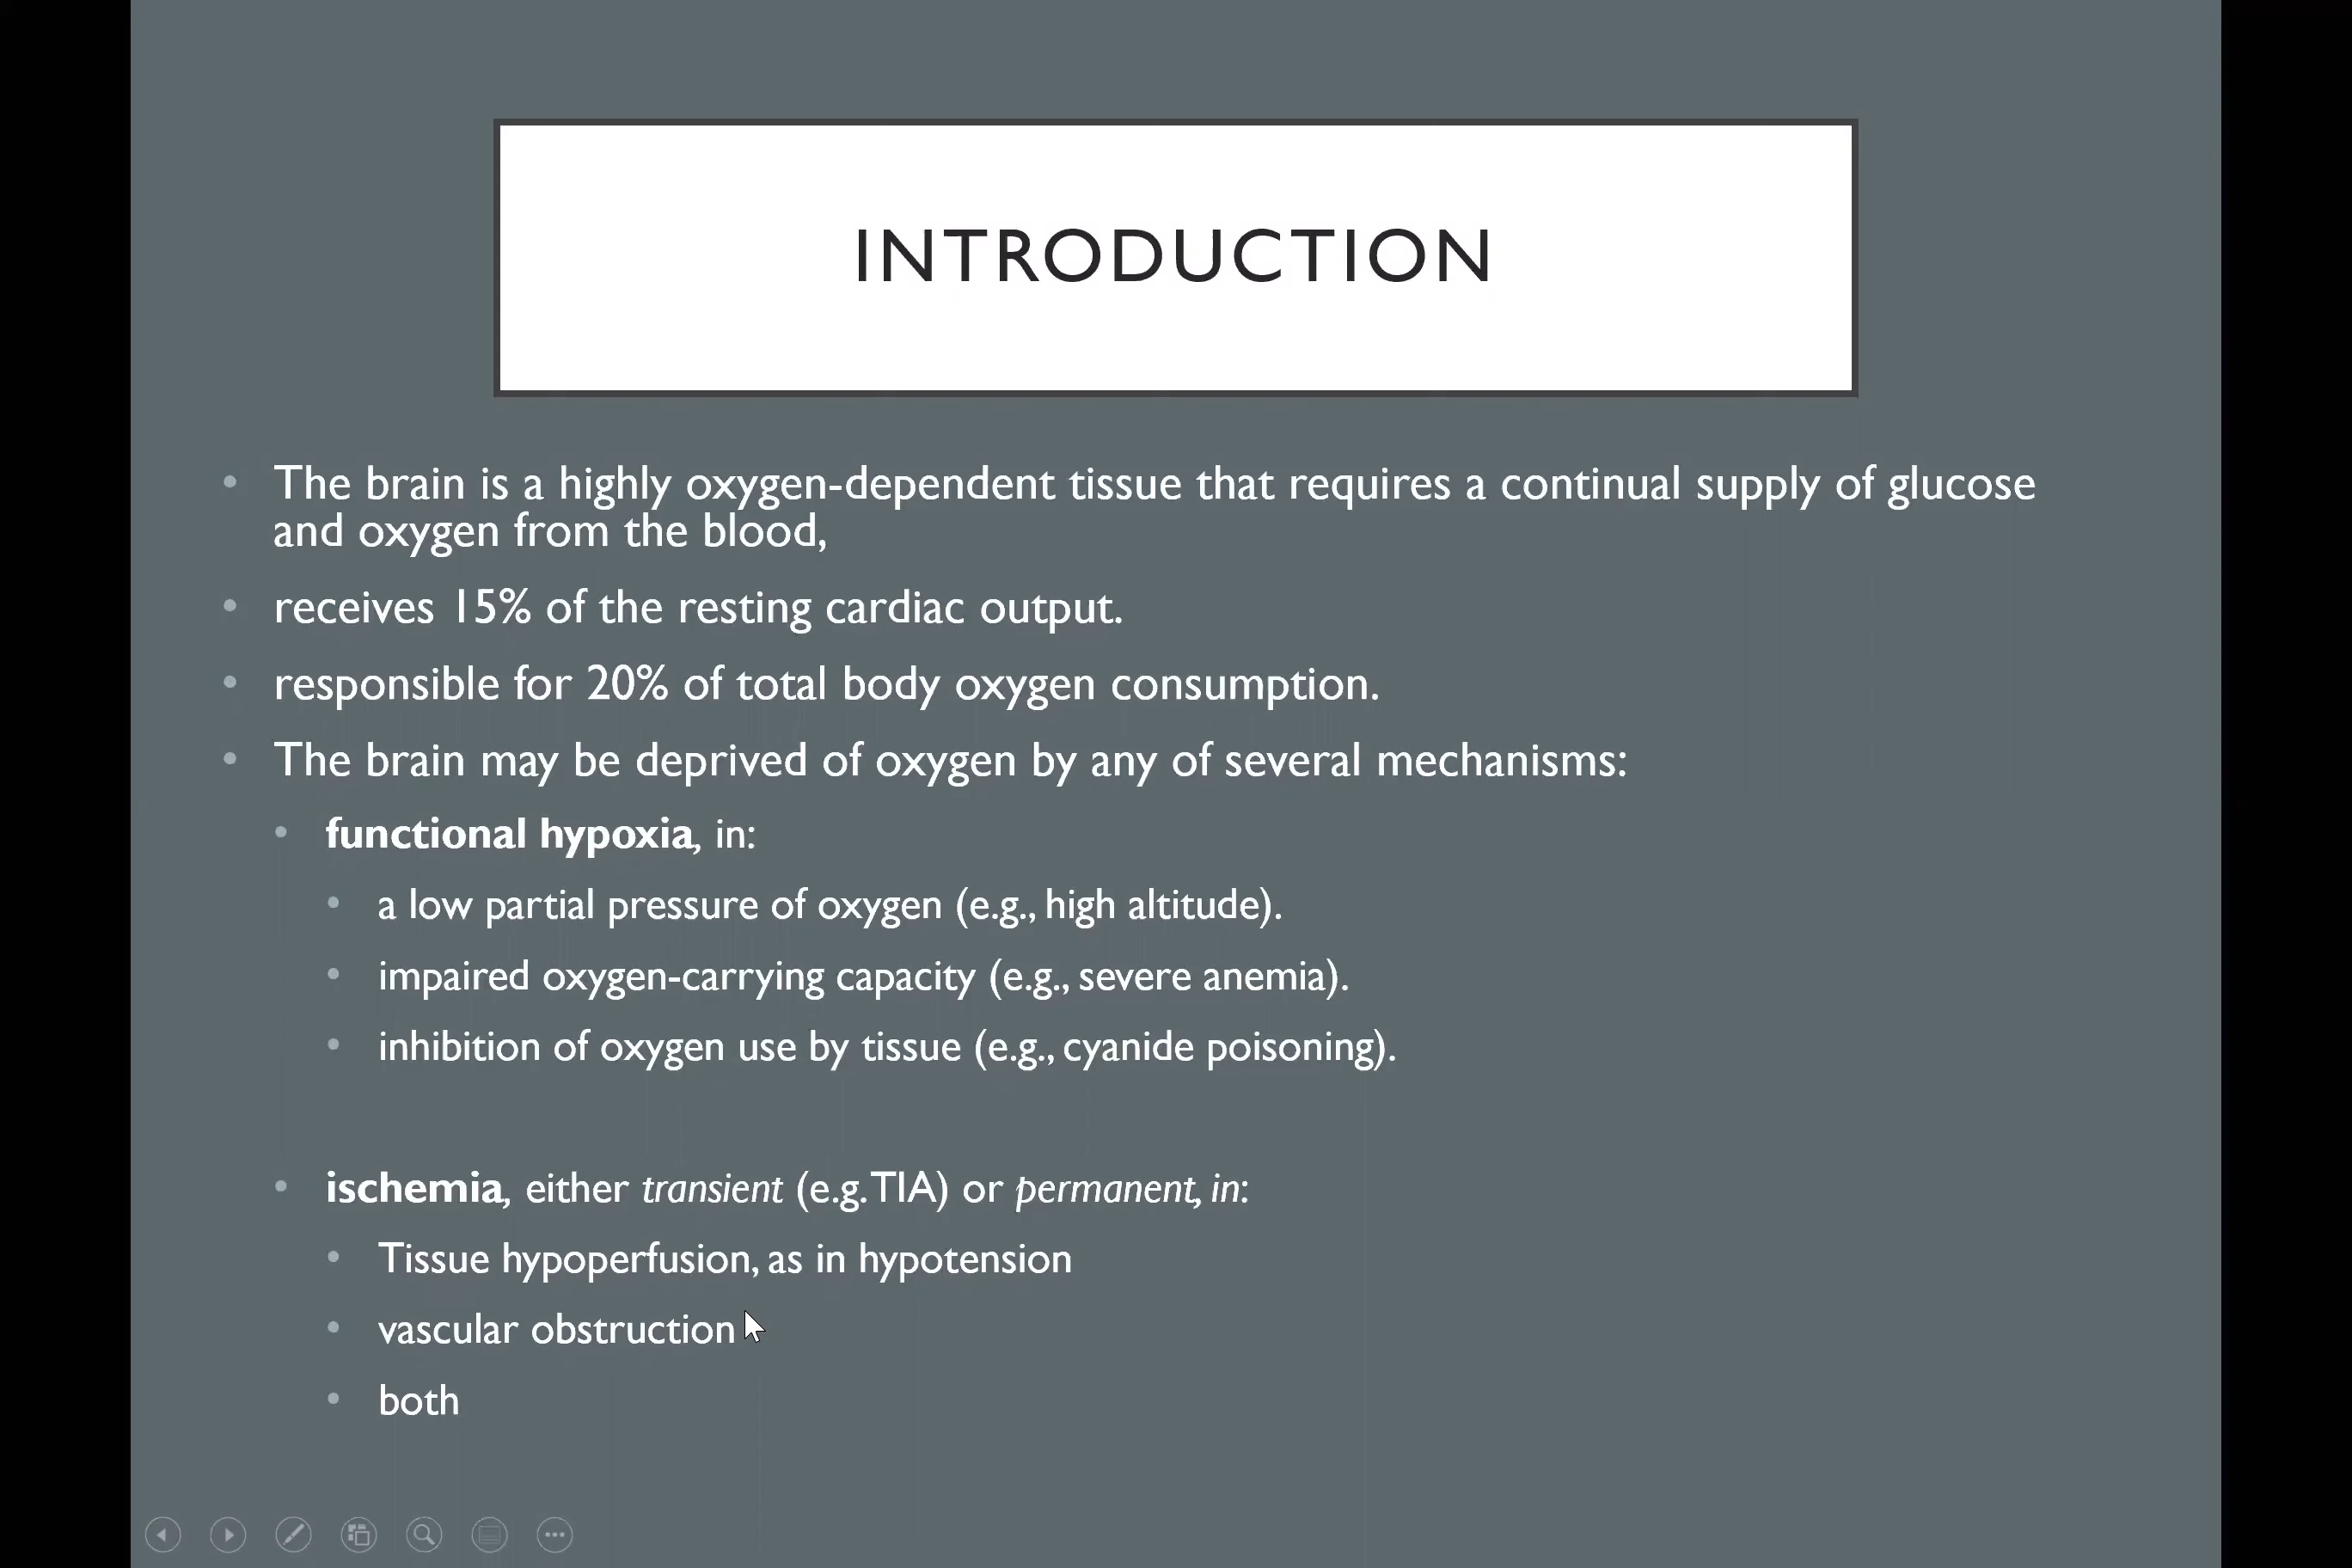 INTRODUCTION
• The brain is a highly oxygen-dependent tissue that requires a continual supply of glucose
and oxygen from the blood,
• receives 15% of the resting cardiac output.
• responsible for 20% of total body oxygen consumption.
• The brain may be deprived of oxygen by any of several mechanisms:
• functional hypoxia, in:
• a low partial pressure of oxygen (e.g., high altitude).
• impaired oxygen-carrying capacity (e.g., severe anemia).
• inhibition of oxygen use by tissue (e.g., cyanide poisoning).
• ischemia, either transient (e.g. TIA) or permanent, in:
• Tissue hypoperfusion, as in hypotension
• vascular obstruction
• both